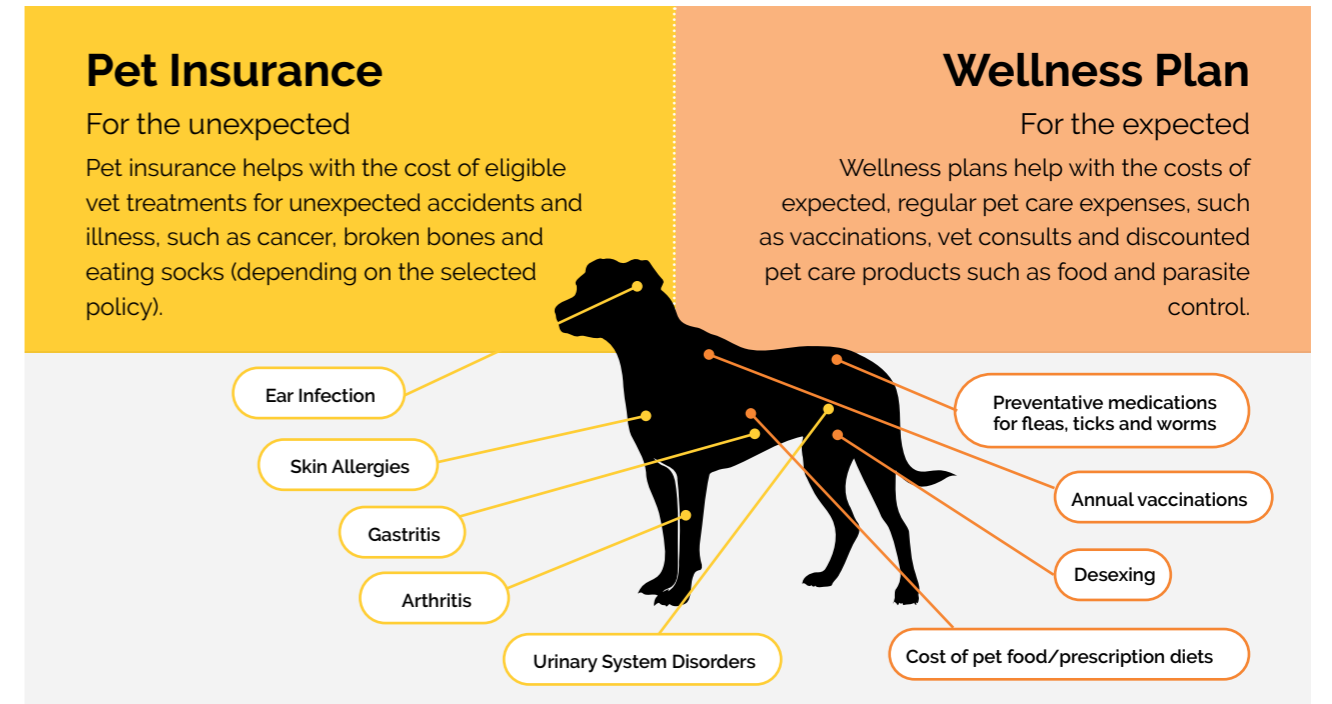 Pet Insurance
For the unexpected
Pet insurance helps with the cost of eligible
vet treatments for unexpected accidents and
illness, such as cancer, broken bones and
eating socks (depending on the selected
policy).
Wellness Plan
For the expected
Wellness plans help with the costs of
expected, regular pet care expenses, such
as vaccinations, vet consults and discounted
pet care products such as food and parasite
control.
Ear Infection
Skin Allergies
Gastritis
Arthritis
Urinary System Disorders
Preventative medications
for fleas, ticks and worms
Annual vaccinations
Desexing
Cost of pet food/prescription diets